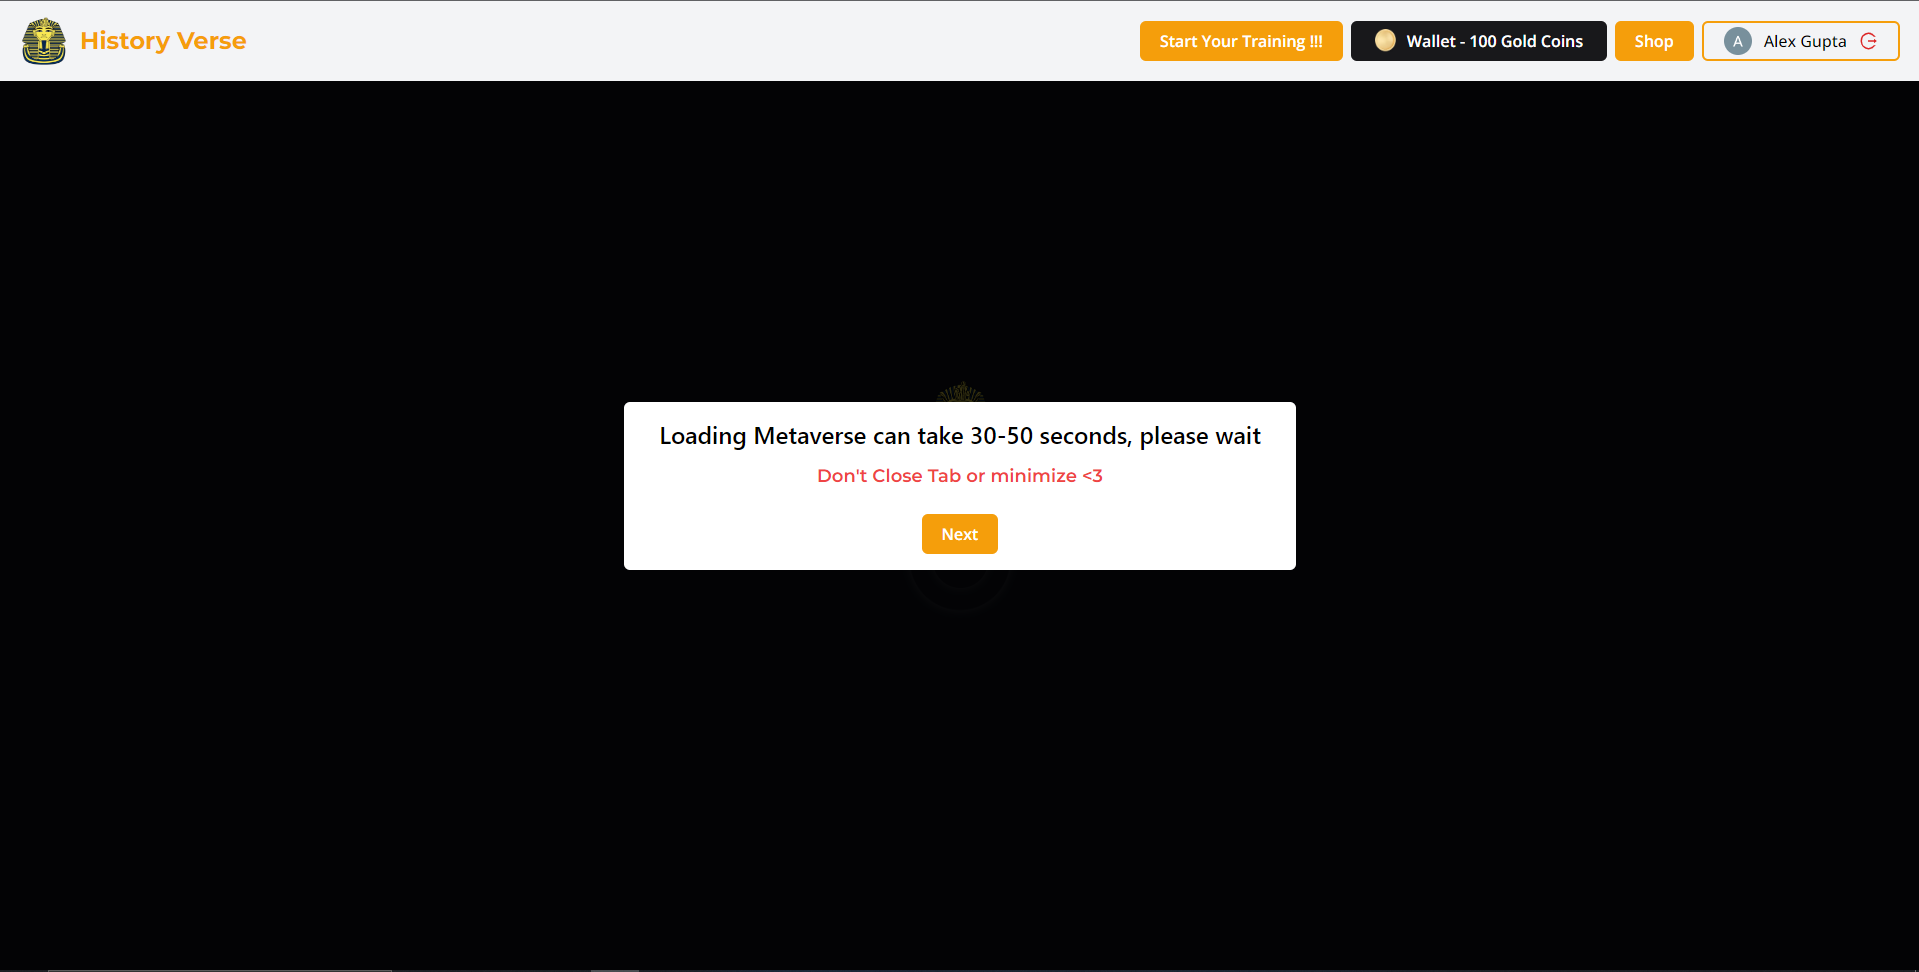 History Verse
Start Your Training !!!
Wallet - 100 Gold Coins
Shop
A
Alex Gupta
Loading Metaverse can take 30-50 seconds, please wait
Don't Close Tab or minimize <3
Next